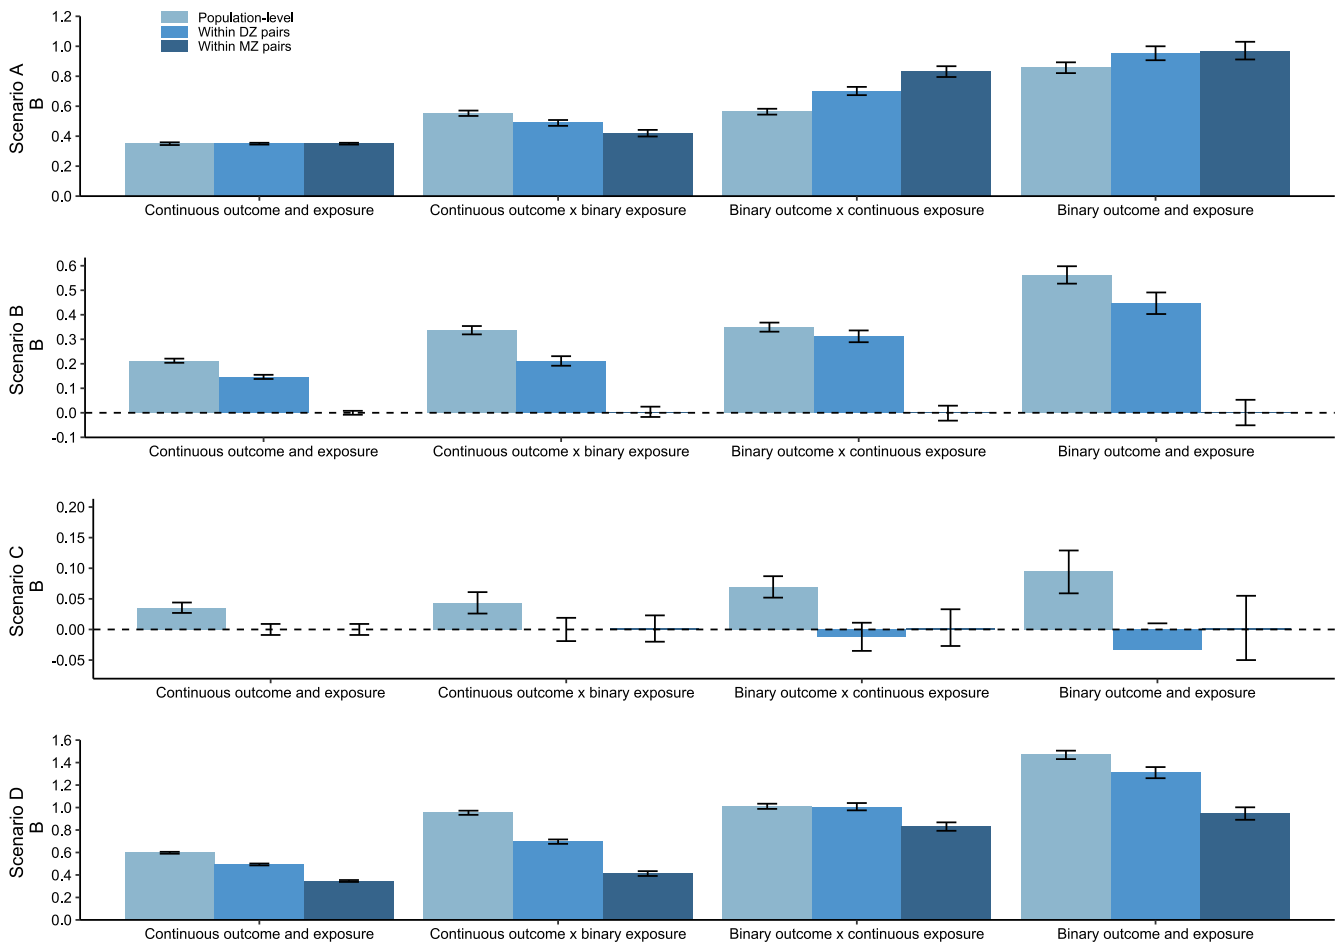 Population-level
Within DZ pairs
Within MZ pairs
Scenario A
B
1.2
1.0
0.8
0.6
0.4
0.2
0.0
Continuous outcome and exposure
Continuous outcome x binary exposure
Binary outcome x continuous exposure
Binary outcome and exposure
Scenario B
B
0.6
0.5
0.4
0.3
0.2
0.1
0.0
-0.1
Continuous outcome and exposure
Continuous outcome x binary exposure
Binary outcome x continuous exposure
Binary outcome and exposure
Scenario C
B
0.20
0.15
0.10
0.05
0.00
-0.05
Continuous outcome and exposure
Continuous outcome x binary exposure
Binary outcome x continuous exposure
Binary outcome and exposure
Scenario D
B
1.6
1.4
1.2
1.0
0.8
0.6
0.4
0.2
0.0
Continuous outcome and exposure
Continuous outcome x binary exposure
Binary outcome x continuous exposure
Binary outcome and exposure